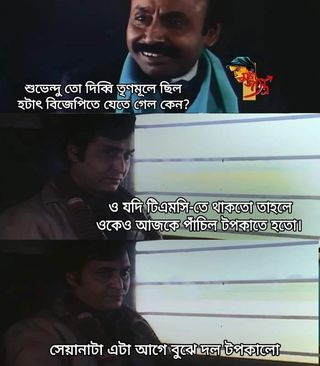 শুভেন্দু তো দিব্বি তৃণমূলে ছিল
হটাৎ বিজেপিতে যেতে গেল কেন?
ও যদি টিএমসি-তে থাকতো তাহলে
ওকেও আজকে পাঁচিল টপকাতে হতো।
সেয়ানাটা এটা আগে বুঝে দল টপকালো